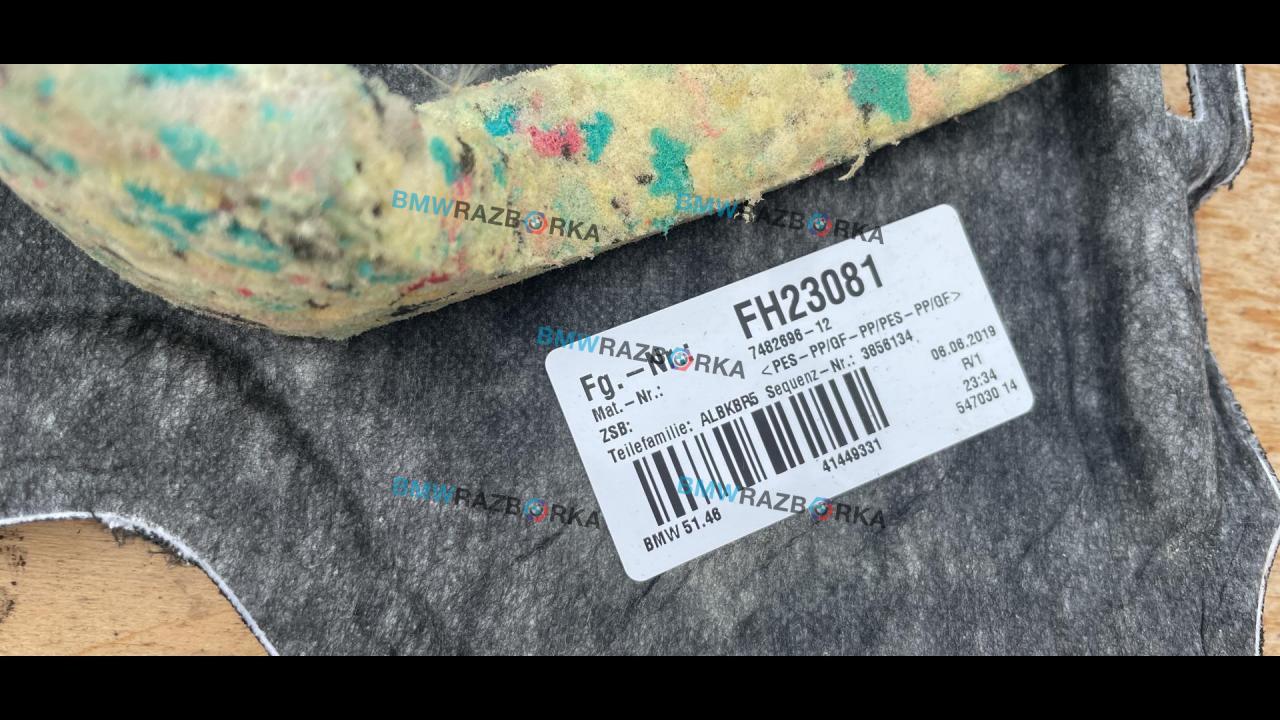 BMWRAZBORKA
BMWRAZBORKA
BMWRAZBORKA
Fg.-Nr.: FH23081
Mat.-Nr.: 7482696-12
ZSB: <PES-PP/GF-PP/PES-PP/GF>
Teilefamilie: ALBKBR5 Sequenz-Nr.: 3856134
06.06.2019
R/1
23:34
547030 14
41449331
BMW 51.46
BMWRAZBORKA
BMWRAZBORKA